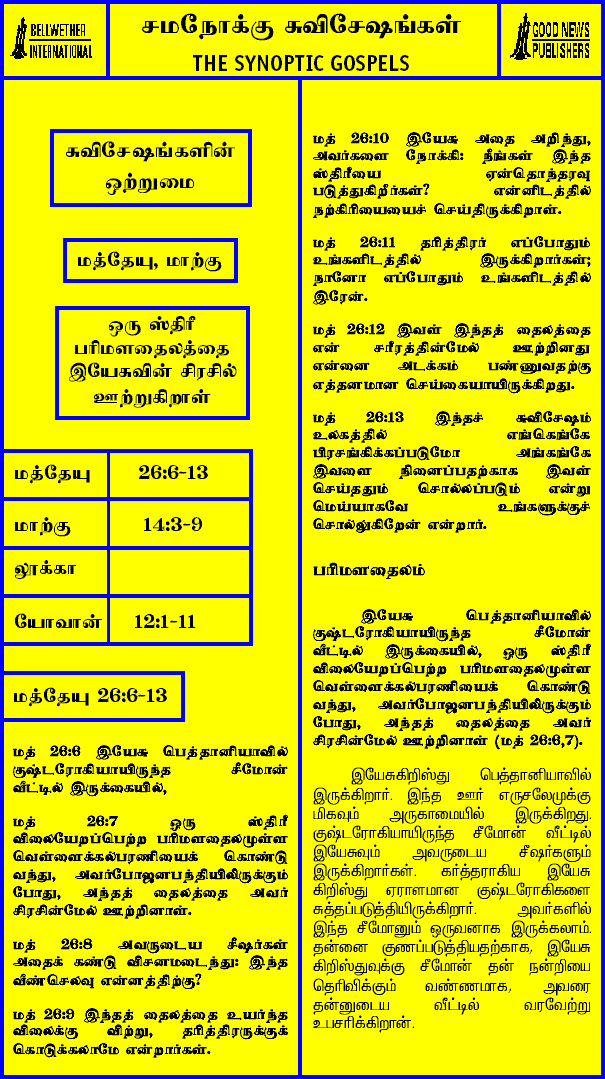 BELLWETHER
INTERNATIONAL
சமநோக்கு சுவிசேஷங்கள்
THE SYNOPTIC GOSPELS
GOOD NEWS
PUBLISHERS
சுவிசேஷங்களின்
ஒற்றுமை
மத்தேயு, மாற்கு
ஒரு ஸ்திரீ
பரிமளதைலத்தை
இயேசுவின் சிரசில்
ஊற்றுகிறாள்
மத்தேயு 26:6-13
மாற்கு 14:3-9
லூக்கா
யோவான் 12:1-11
மத்தேயு 26:6-13
மத் 26:6 இயேசு பெத்தானியாவில்
குஷ்டரோகியாயிருந்த சீமோன்
வீட்டில் இருக்கையில்,
மத் 26:7 ஒரு ஸ்திரீ
விலையேறப்பெற்ற பரிமளதைலமுள்ள
வெள்ளைக்கல்பரணியைக் கொண்டு
வந்து, அவர்போஜனபந்தியிலிருக்கும்
போது, அந்தத் தைலத்தை அவர்
சிரசின்மேல் ஊற்றினாள்.
மத் 26:8 அவருடைய சீஷர்கள்
அதைக் கண்டு விசனமடைந்து: இந்த
வீண்செலவு என்னத்திற்கு?
மத் 26:9 இந்தத் தைலத்தை உயர்ந்த
விலைக்கு விற்று, தரித்திரருக்குக்
கொடுக்கலாமே என்றார்கள்.
மத் 26:10 இயேசு அதை அறிந்து,
அவர்களை நோக்கி: நீங்கள் இந்த
ஸ்திரீயை ஏன்தொந்தரவு
படுத்துகிறீர்கள்? என்னிடத்தில்
நற்கிரியையைச் செய்திருக்கிறாள்.
மத் 26:11 தரித்திரர் எப்போதும்
உங்களிடத்தில் இருக்கிறார்கள்;
நானோ எப்போதும் உங்களிடத்தில்
இரேன்.
மத் 26:12 இவள் இந்தத் தைலத்தை
என் சரீரத்தின்மேல் ஊற்றினது
என்னை அடக்கம் பண்ணுவதற்கு
எத்தனமான செய்கையாயிருக்கிறது.
மத் 26:13 இந்தச் சுவிசேஷம்
உலகத்தில் எங்கெங்கே
பிரசங்கிக்கப்படுமோ அங்கங்கே
இவளை நினைப்பதற்காக இவள்
செய்ததும் சொல்லப்படும் என்று
மெய்யாகவே உங்களுக்குச்
சொல்லுகிறேன் என்றார்.
பரிமளதைலம்
இயேசு பெத்தானியாவில்
குஷ்டரோகியாயிருந்த சீமோன்
வீட்டில் இருக்கையில், ஒரு ஸ்திரீ
விலையேறப்பெற்ற பரிமளதைலமுள்ள
வெள்ளைக்கல்பரணியைக் கொண்டு
வந்து, அவர்போஜனபந்தியிலிருக்கும்
போது, அந்தத் தைலத்தை அவர்
சிரசின்மேல் ஊற்றினாள் (மத் 26:6,7).
இயேசுகிறிஸ்து பெத்தானியாவில்
இருக்கிறார். இந்த ஊர் எருசலேமுக்கு
மிகவும் அருகாமையில் இருக்கிறது.
குஷ்டரோகியாயிருந்த சீமோன் வீட்டில்
இயேசுவும் அவருடைய சீஷர்களும்
இருக்கிறார்கள். கர்த்தராகிய இயேசு
கிறிஸ்து ஏராளமான குஷ்டரோகிகளை
சுத்தப்படுத்தியிருக்கிறார். அவர்களில்
இந்த சீமோனும் ஒருவனாக இருக்கலாம்.
தன்னை குணப்படுத்தியதற்காக, இயேசு
கிறிஸ்துவுக்கு சீமோன் தன் நன்றியை
தெரிவிக்கும் வண்ணமாக, அவரை
தன்னுடைய வீட்டில் வரவேற்று
உபசரிக்கிறான்.